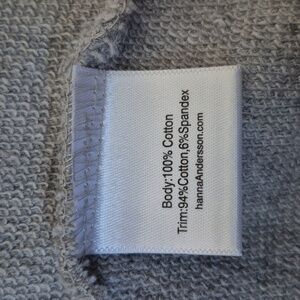 Body:100% Cotton
Trim:94%Cotton,6%Spandex
hannaAndersson.com